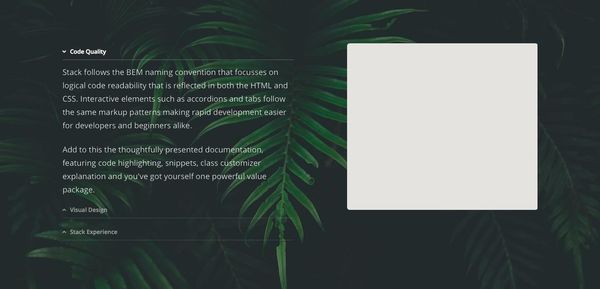 Code Quality
Stack follows the BEM naming convention that focusses on
logical code readability that is reflected in both the HTML and
CSS. Interactive elements such as accordions and tabs follow
the same markup patterns making rapid development easier
for developers and beginners alike.
Add to this the thoughtfully presented documentation,
featuring code highlighting, snippets, class customizer
explanation and you've got yourself one powerful value
package.
Visual Design
Stack Experience